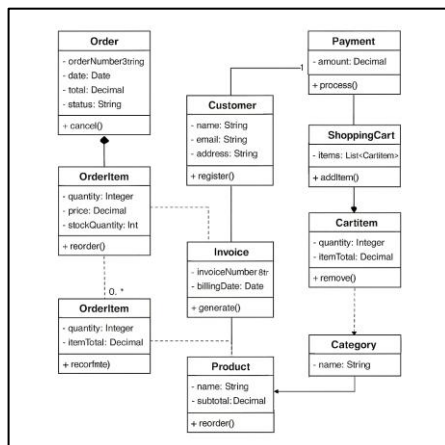 Order
- orderNumber3tring
- date: Date
- total: Decimal
- status: String
+ cancel()
OrderItem
- quantity: Integer
- price: Decimal
- stockQuantity: Int
+ reorder()
0. *
OrderItem
- quantity: Integer
- itemTotal: Decimal
Customer
- name: String
- email: String
- address: String
+ register()
Invoice
- invoiceNumber 8tr
- billingDate: Date
+ generate()
Product
- name: String
- subtotal:Decimal
+ reorder()
1
Payment
- amount: Decimal
+ process()
ShoppingCart
- items: List<Cartitem>
+ addItem()
Cartitem
- quantity: Integer
- itemTotal: Decimal
+ remove()
Category
- name: String